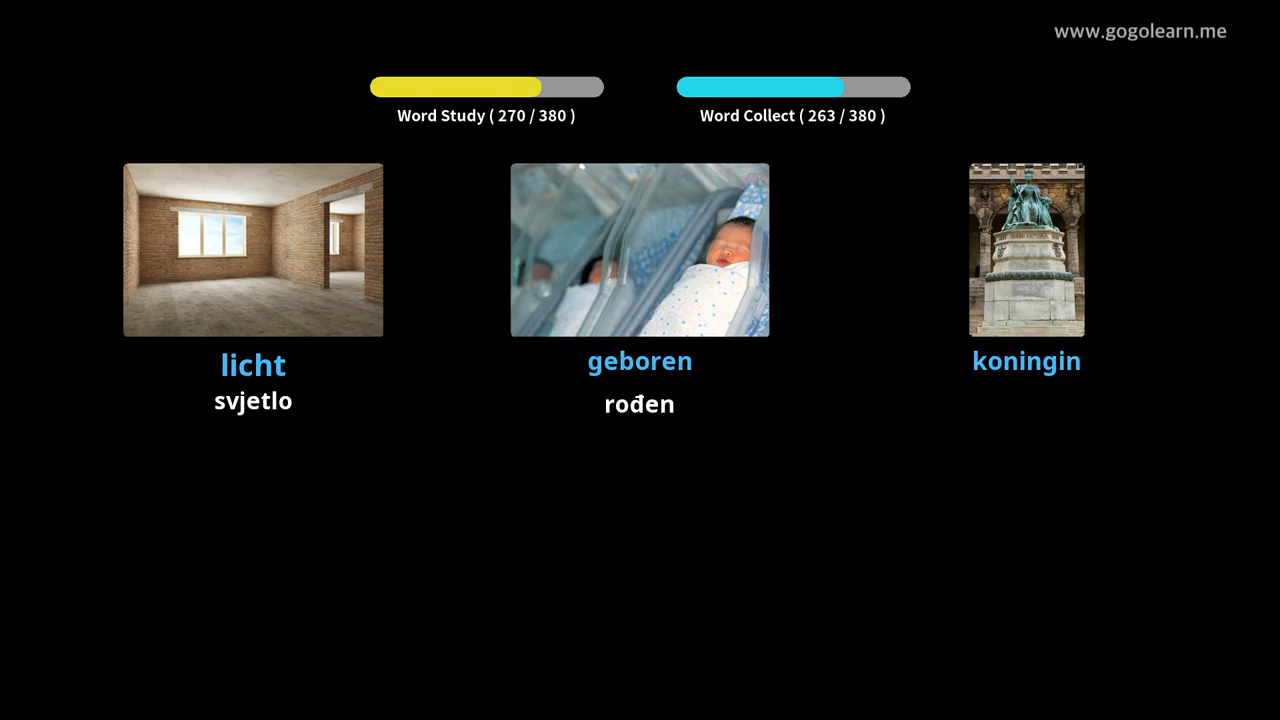 www.gogolearn.me
Word Study ( 270 / 380 )
Word Collect ( 263 / 380 )
licht
svjetlo
geboren
rođen
koningin